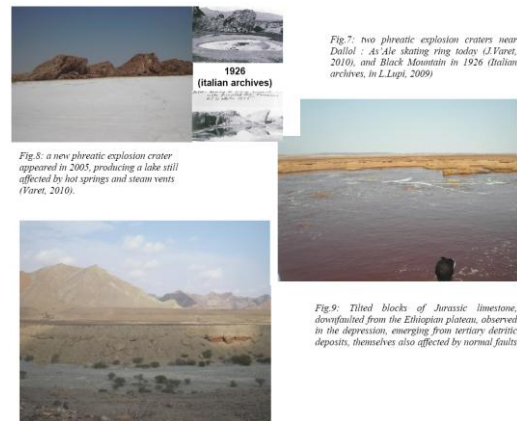 Fig.7: two phreatic explosion craters near
Dallol : As'Ale skating ring today (J.Varet,
2010), and Black Mountain in 1926 (Italian
archives, in L.Lupi, 2009)
1926
(italian archives)
Fig.8: a new phreatic explosion crater
appeared in 2005, producing a lake still
affected by hot springs and steam vents
(Varet, 2010).
Fig.9: Tilted blocks of Jurassic limestone,
downfaulted from the Ethiopian plateau, observed
in the depression, emerging from tertiary detritic
deposits, themselves also affected by normal faults